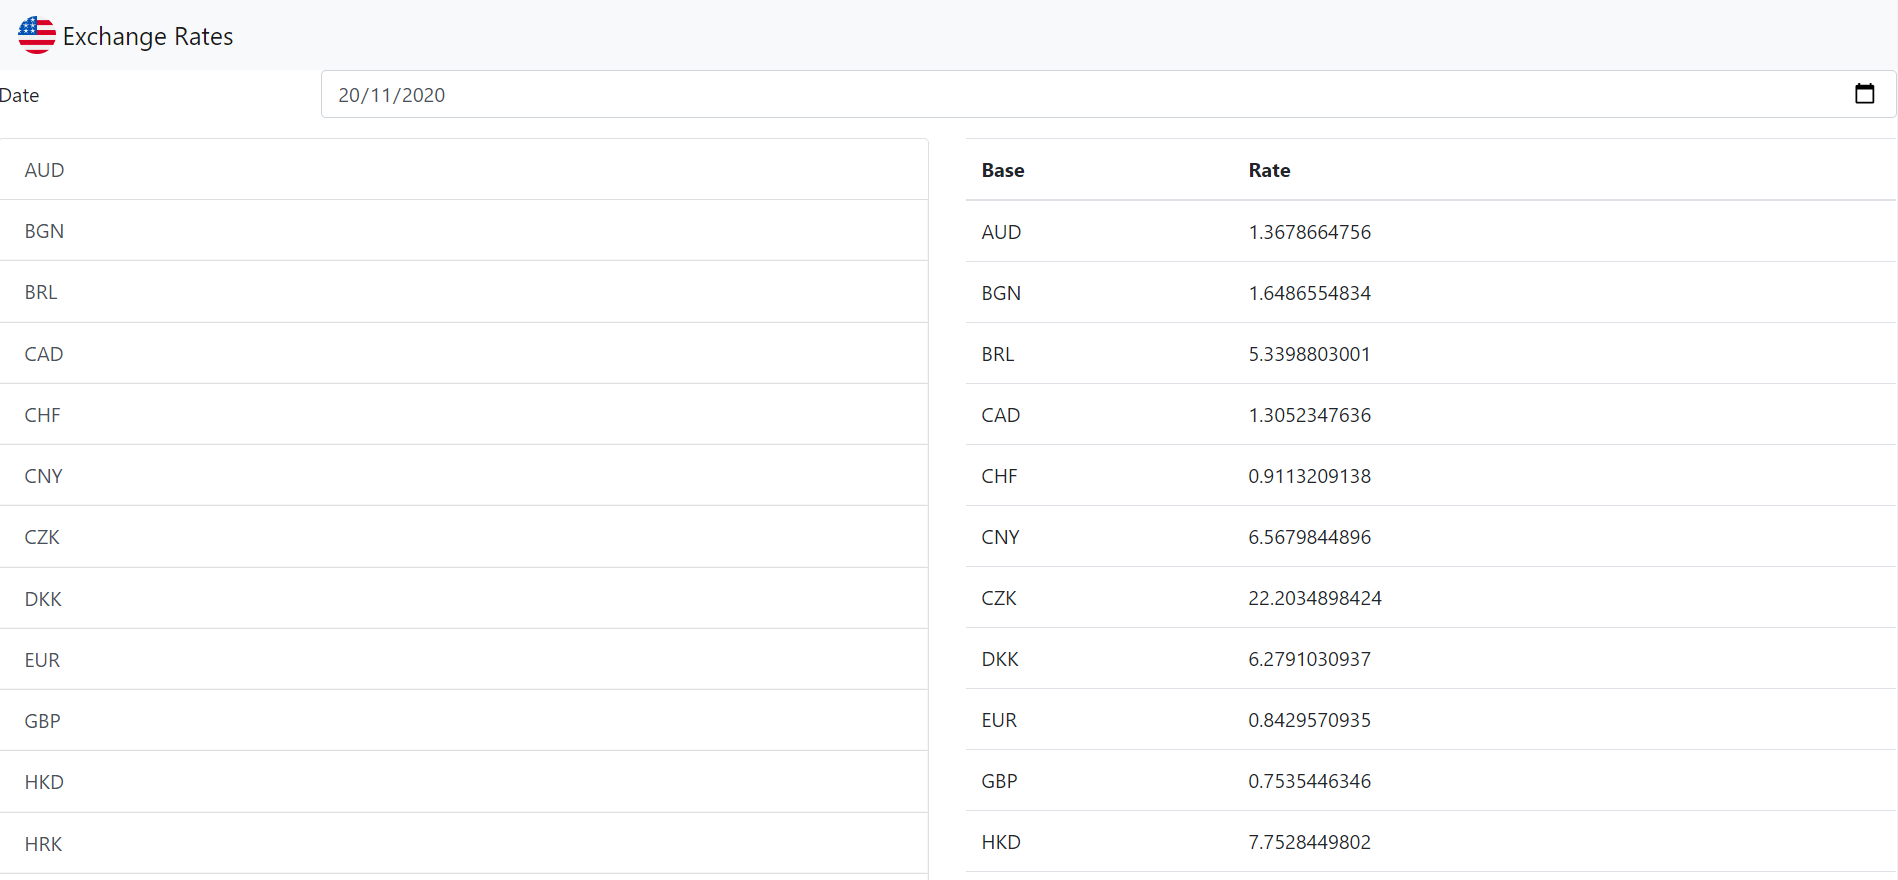 Exchange Rates
Date
20/11/2020
AUD
BGN
BRL
CAD
CHF
CNY
CZK
DKK
EUR
GBP
HKD
HRK
Base Rate
AUD 1.3678664756
BGN 1.6486554834
BRL 5.3398803001
CAD 1.3052347636
CHF 0.9113209138
CNY 6.5679844896
CZK 22.2034898424
DKK 6.2791030937
EUR 0.8429570935
GBP 0.7535446346
HKD 7.7528449802